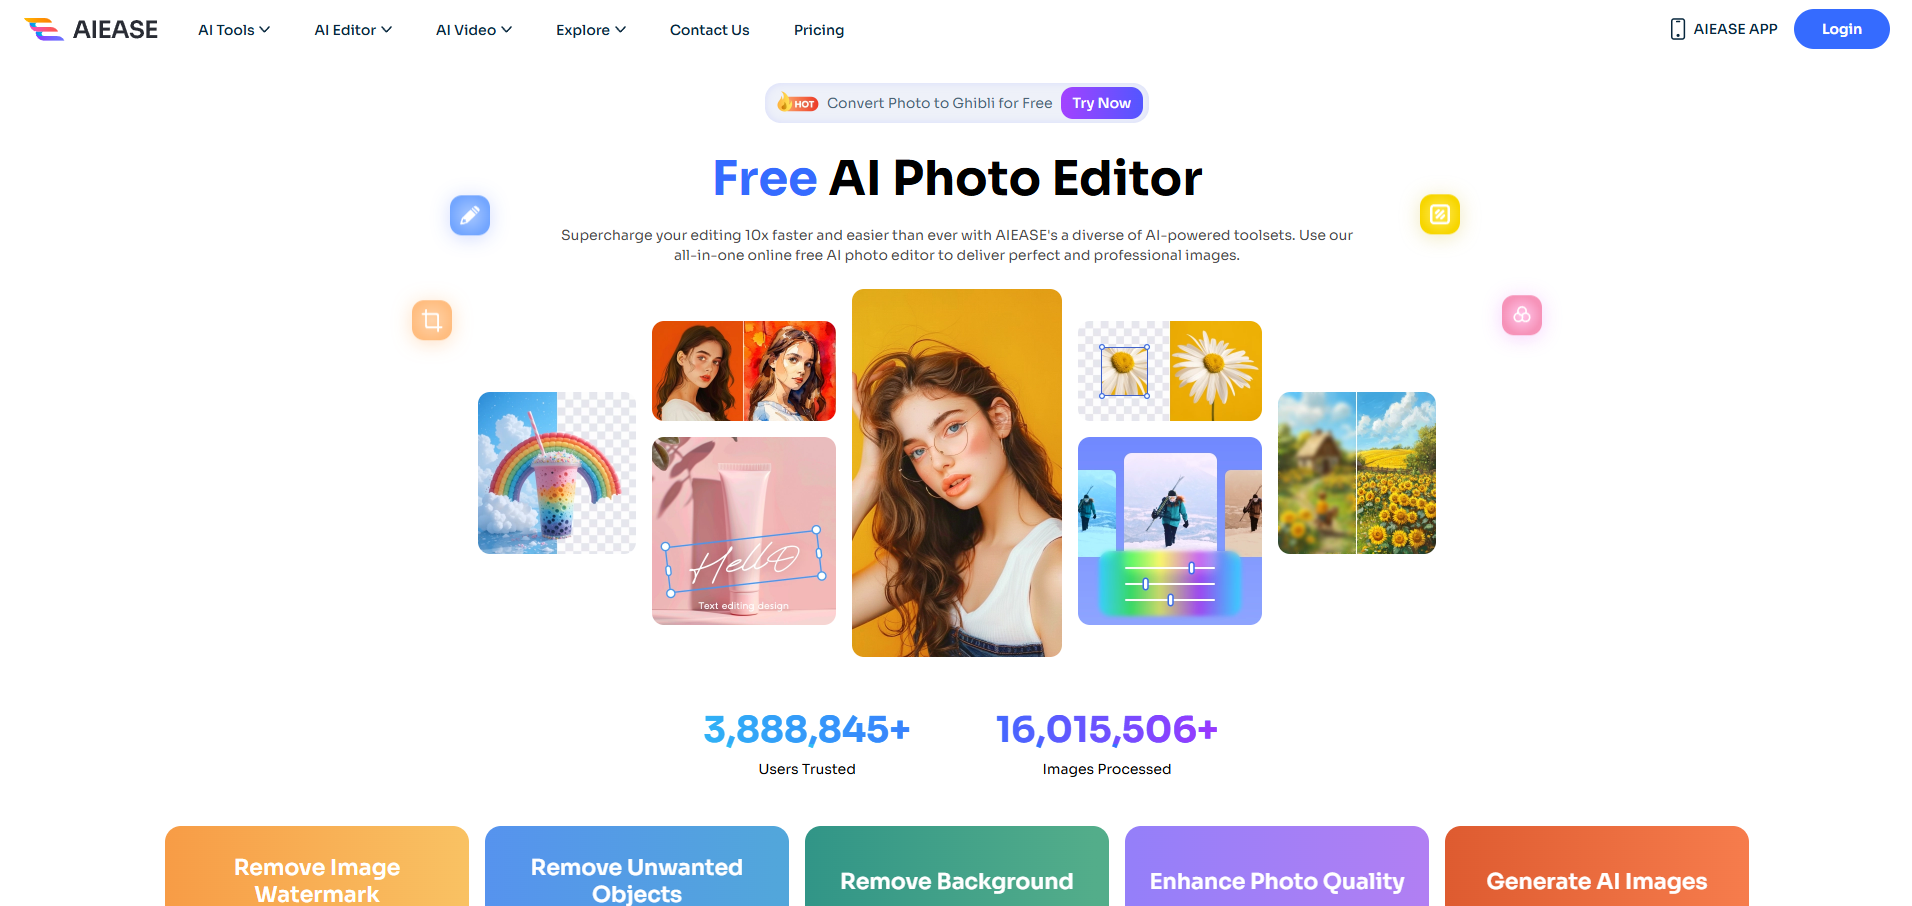 AIEASE
AI Tools
AI Editor
AI Video
Explore
Contact Us
Pricing
AIEASE APP
Login
HOT
Convert Photo to Ghibli for Free
Try Now
Free AI Photo Editor
Supercharge your editing 10x faster and easier than ever with AIEASE's a diverse of AI-powered toolsets. Use our
all-in-one online free AI photo editor to deliver perfect and professional images.
Hello
Text editing design
3,888,845+
Users Trusted
16,015,506+
Images Processed
Remove Image
Watermark
Remove Unwanted
Objects
Remove Background
Enhance Photo Quality
Generate AI Images